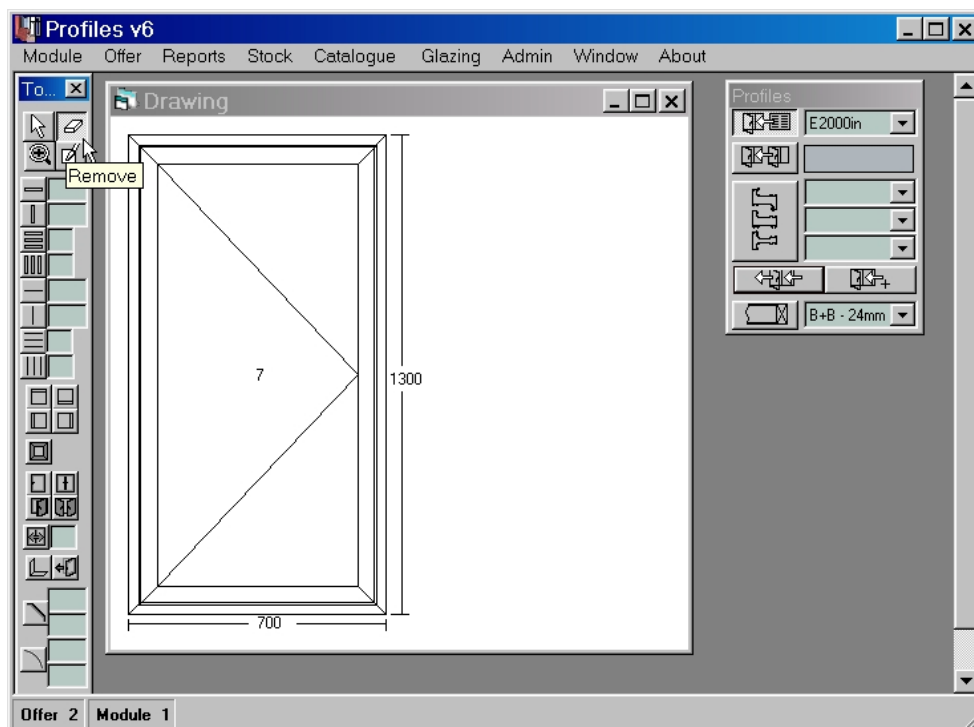 Profiles v6
Module Offer Reports Stock Catalogue Glazing Admin Window About
To...
Drawing
Profiles
E2000in
Remove
7
1300
B+B - 24mm
700
Offer 2 Module 1